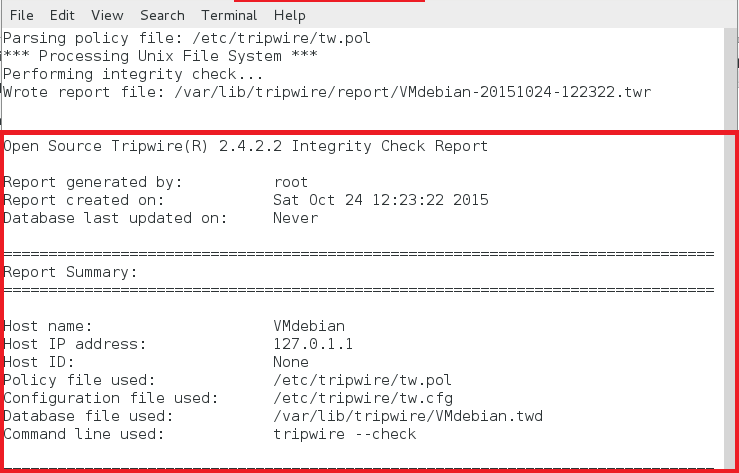 File Edit View Search Terminal Help
Parsing policy file: /etc/tripwire/tw.pol
*** Processing Unix File System ***
Performing integrity check...
Wrote report file: /var/lib/tripwire/report/VMdebian-20151024-122322.twr
Open Source Tripwire(R) 2.4.2.2 Integrity Check Report
Report generated by: root
Report created on: Sat Oct 24 12:23:22 2015
Database last updated on: Never
===============================================================================
Report Summary:
===============================================================================
Host name: VMdebian
Host IP address: 127.0.1.1
Host ID: None
Policy file used: /etc/tripwire/tw.pol
Configuration file used: /etc/tripwire/tw.cfg
Database file used: /var/lib/tripwire/VMdebian.twd
Command line used: tripwire --check
===============================================================================